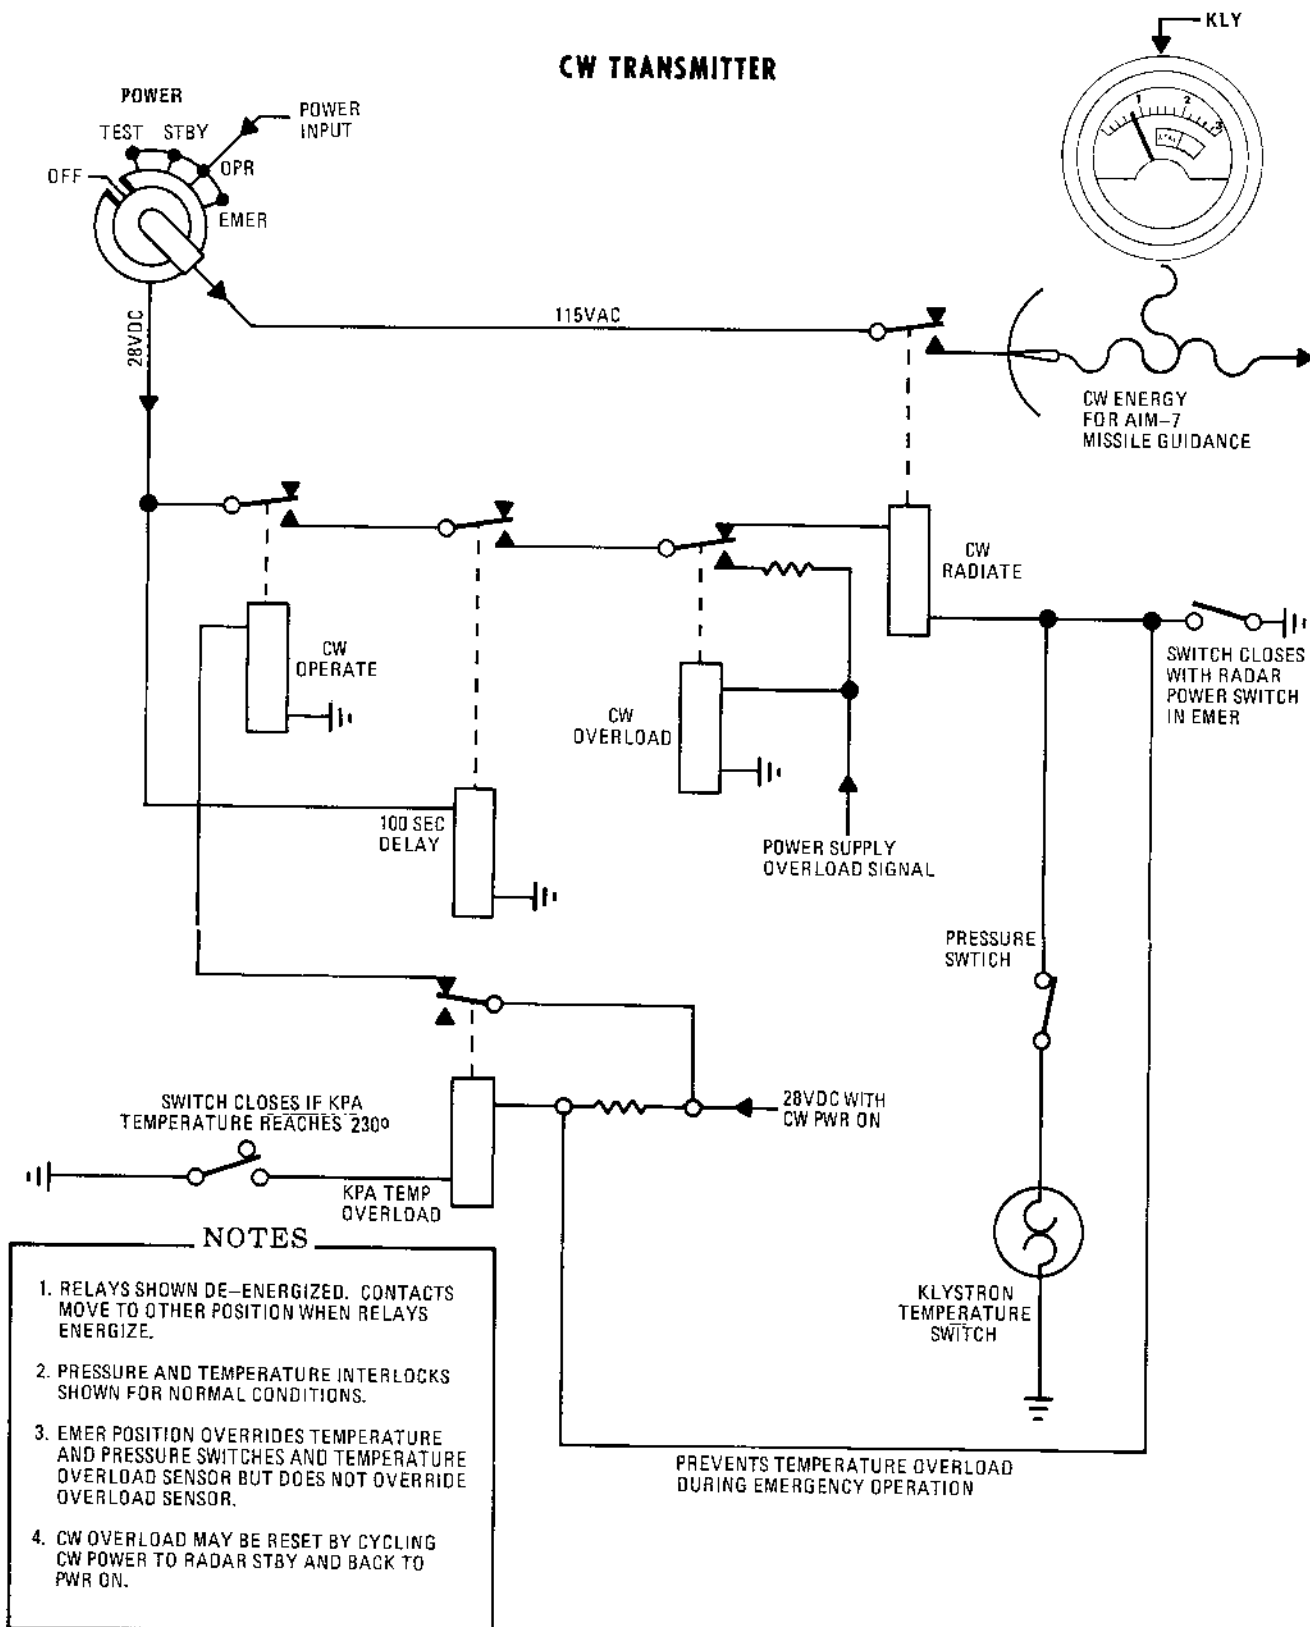 KLY
CW TRANSMITTER
1
2
3
POWER
POWER
INPUT
TEST
STBY
OPR
OFF
EMER
28VDC
115VAC
CW ENERGY
FOR AIM-7
MISSILE GUIDANCE
CW
RADIATE
CW
OPERATE
CW
OVERLOAD
SWITCH CLOSES
WITH RADAR
POWER SWITCH
IN EMER
100 SEC
DELAY
POWER SUPPLY
OVERLOAD SIGNAL
PRESSURE
SWTICH
SWITCH CLOSES IF KPA
TEMPERATURE REACHES 230°
28VDC WITH
CW PWR ON
KPA TEMP
OVERLOAD
KLYSTRON
TEMPERATURE
SWITCH
PREVENTS TEMPERATURE OVERLOAD
DURING EMERGENCY OPERATION
NOTES
1. RELAYS SHOWN DE-ENERGIZED. CONTACTS
MOVE TO OTHER POSITION WHEN RELAYS
ENERGIZE.
2. PRESSURE AND TEMPERATURE INTERLOCKS
SHOWN FOR NORMAL CONDITIONS.
3. EMER POSITION OVERRIDES TEMPERATURE
AND PRESSURE SWITCHES AND TEMPERATURE
OVERLOAD SENSOR BUT DOES NOT OVERRIDE
OVERLOAD SENSOR.
4. CW OVERLOAD MAY BE RESET BY CYCLING
CW POWER TO RADAR STBY AND BACK TO
PWR ON.